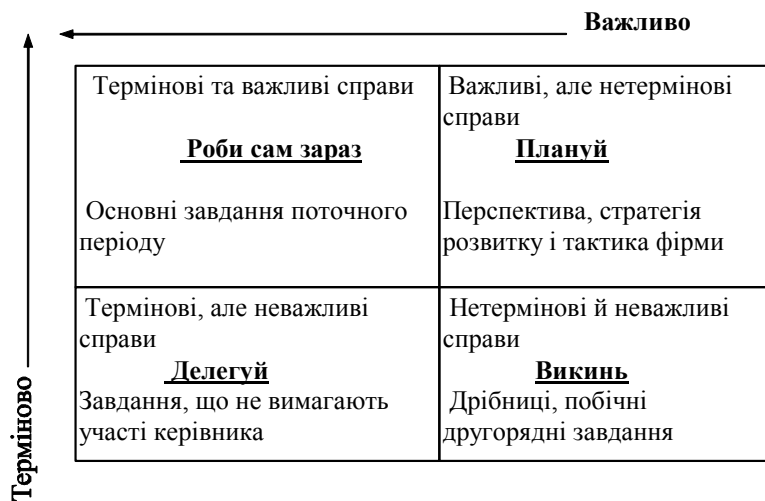 Важливо
Термінові та важливі справи
Роби сам зараз
Основні завдання поточного
періоду
Важливі, але нетермінові
справи
Плануй
Перспектива, стратегія
розвитку і тактика фірми
Термінові, але неважливі
справи
Делегуй
Завдання, що не вимагають
участі керівника
Нетермінові й неважливі
справи
Викинь
Дрібниці, побічні
другорядні завдання
Терміново